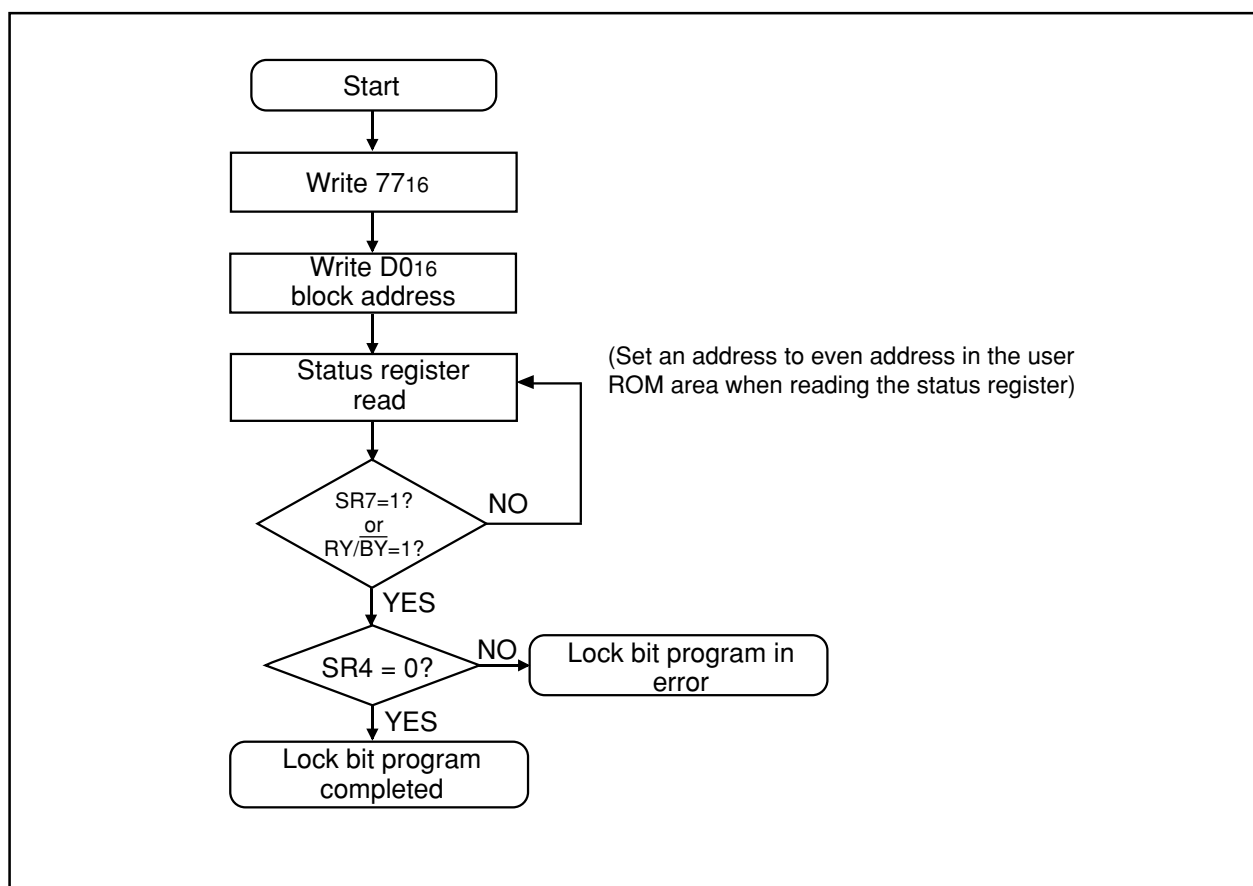 Start
Write 7716
Write D016
block address
Status register
read
(Set an address to even address in the user
ROM area when reading the status register)
SR7=1?
or
RY/B̅Y̅=1?
NO
YES
SR4 = 0?
NO
Lock bit program in
error
YES
Lock bit program
completed